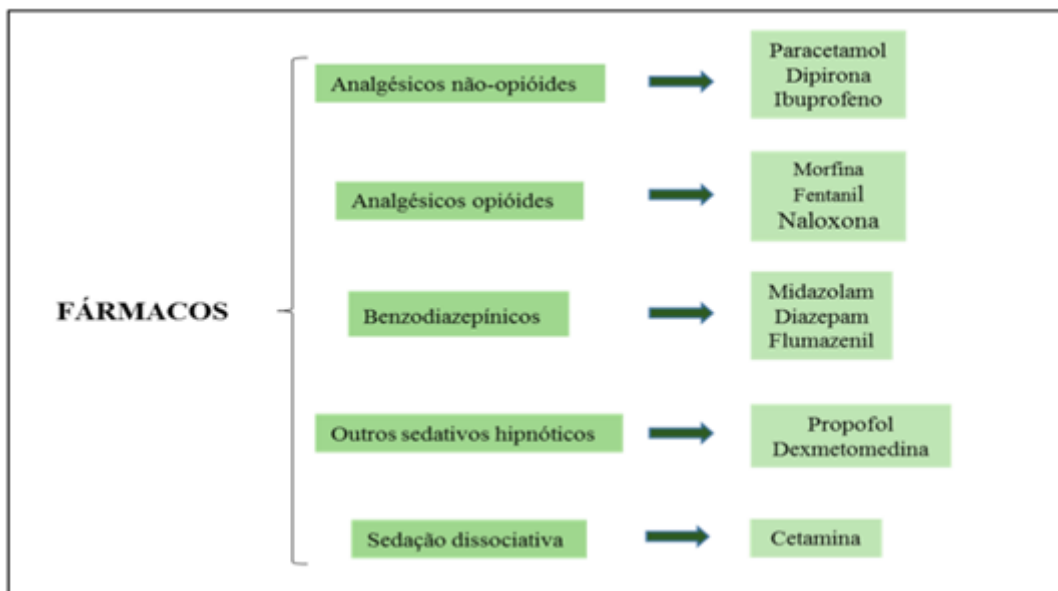 FÁRMACOS
Analgésicos não-opióides
Paracetamol
Dipirona
Ibuprofeno
Analgésicos opióides
Morfina
Fentanil
Naloxona
Benzodiazepínicos
Midazolam
Diazepam
Flumazenil
Outros sedativos hipnóticos
Propofol
Dexmetomedina
Sedação dissociativa
Cetamina